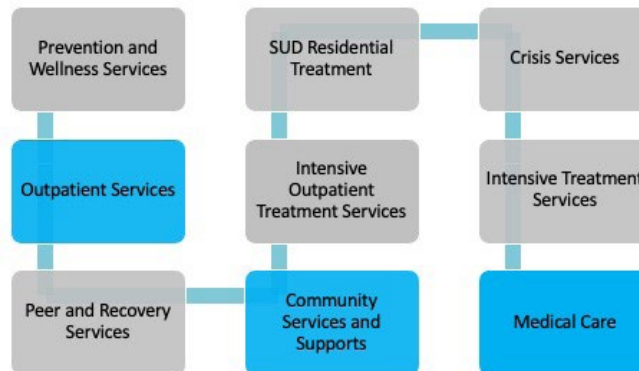 Prevention and
Wellness Services
Outpatient Services
Peer and Recovery
Services
Community
Services and
Supports
Intensive
Outpatient
Treatment Services
SUD Residential
Treatment
Crisis Services
Intensive Treatment
Services
Medical Care